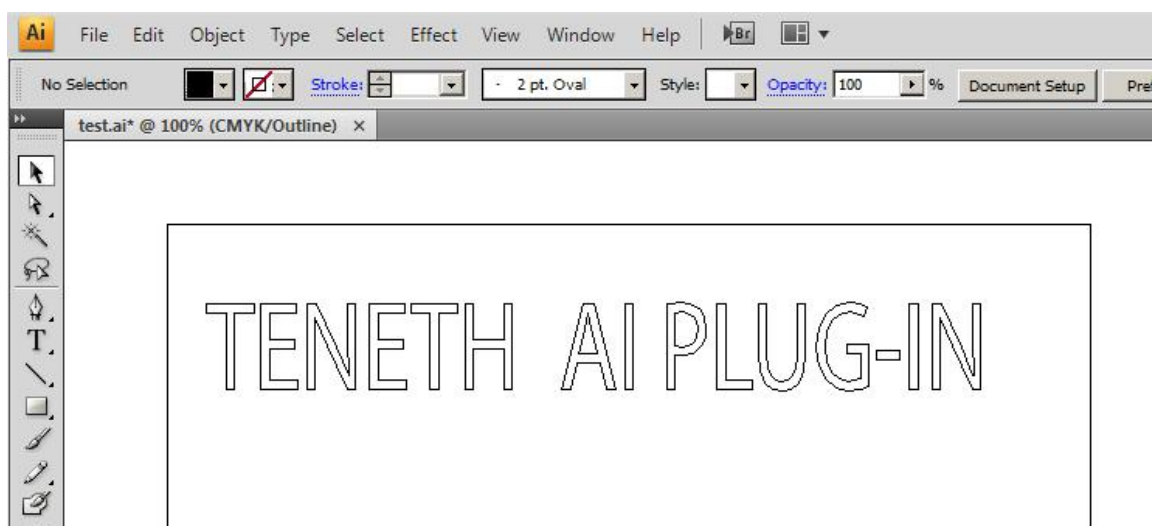 Ai File Edit Object Type Select Effect View Window Help Br
No Selection Stroke: 2 pt. Oval Style: Opacity: 100 % Document Setup Pref
test.ai* @ 100% (CMYK/Outline) ×
T
TENETH AI PLUG-IN